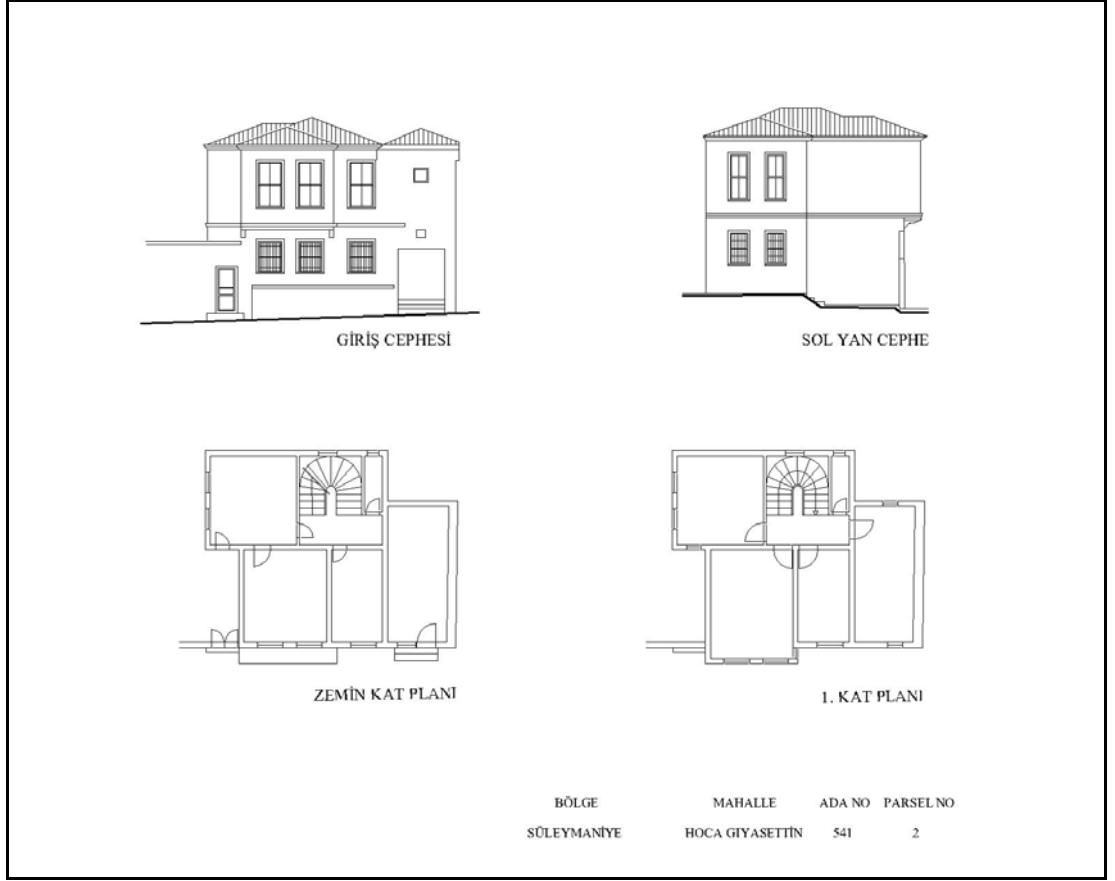 GİRİŞ CEPHESİ
SOL YAN CEPHE
ZEMİN KAT PLANI
1. KAT PLANI
BÖLGE MAHALLE ADA NO PARSEL NO
SÜLEYMANİYE HOCA GIYASETTİN 541 2